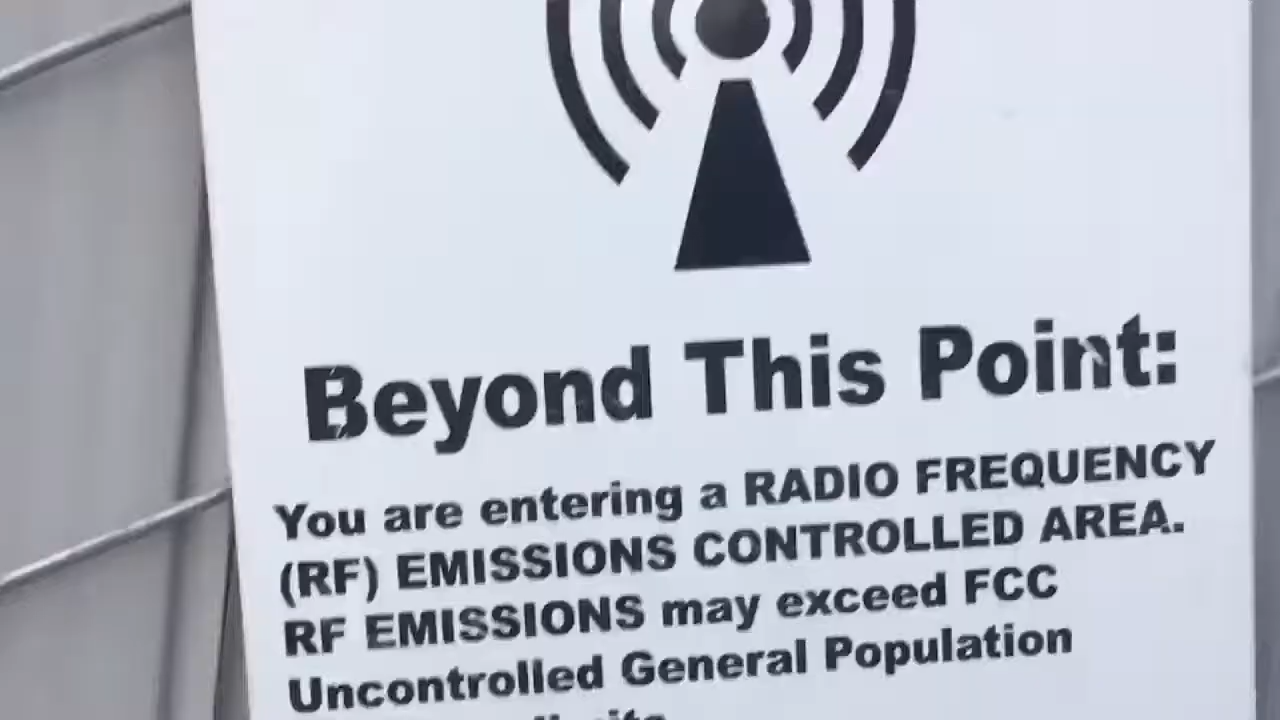 Beyond This Point:
You are entering a RADIO FREQUENCY
(RF) EMISSIONS CONTROLLED AREA.
RF EMISSIONS may exceed FCC
Uncontrolled General Population